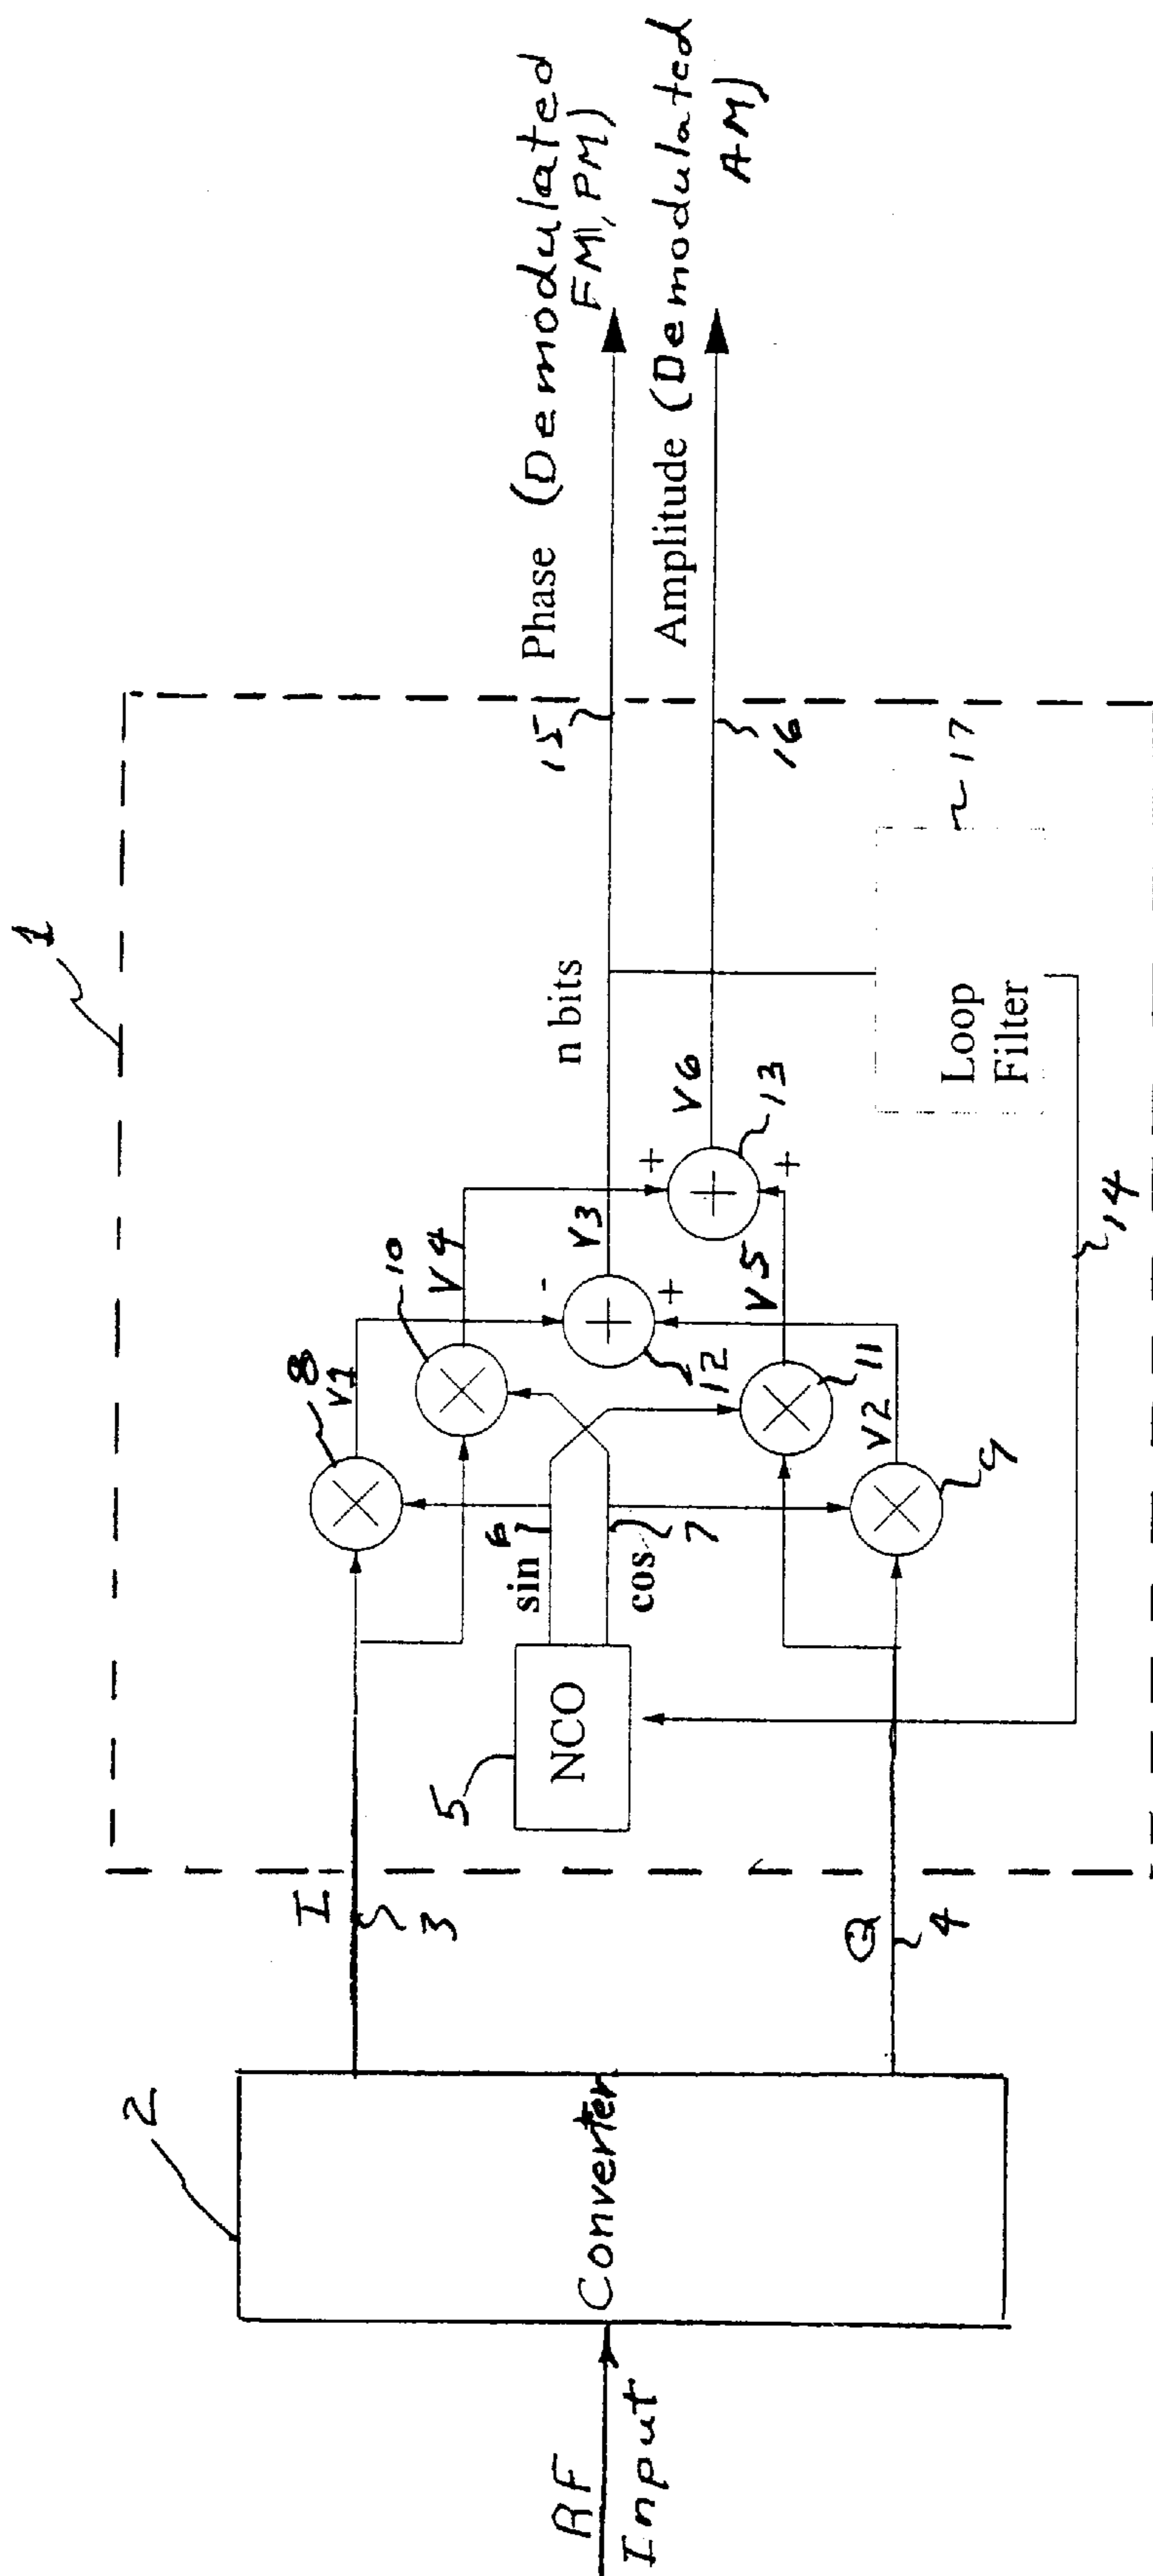 1
2
RF
Input
Converter
I
3
Q
4
5
NCO
sin
6
cos
7
8
V1
10
V4
-
+
V3
12
+
V6
+
13
V5
+
11
V2
9
n bits
15
Phase (Demodulated
FM, PM)
16
Amplitude (Demodulated
AM)
Loop
Filter
17
14